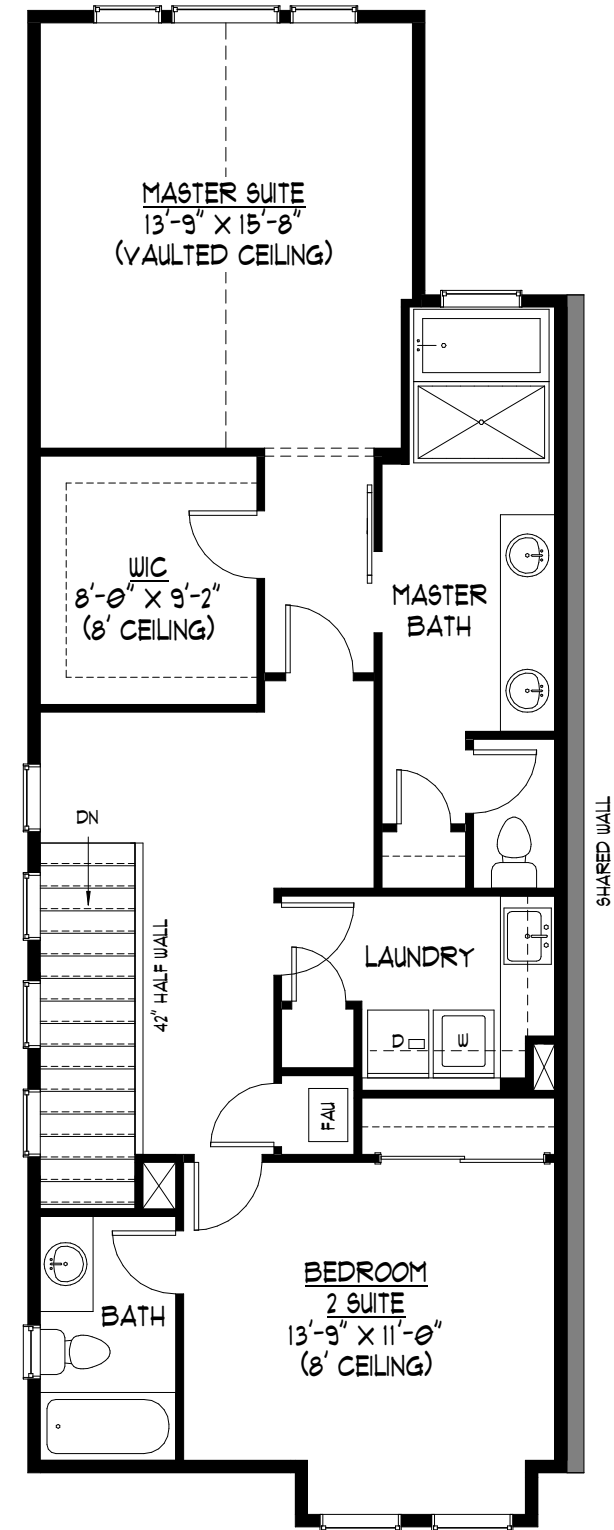 MASTER SUITE
13'-9" X 15'-8"
(VAULTED CEILING)
WIC
8'-0" X 9'-2"
(8' CEILING)
MASTER
BATH
DN
42" HALF WALL
SHARED WALL
LAUNDRY
D
W
FAU
BEDROOM
2 SUITE
13'-9" X 11'-0"
(8' CEILING)
BATH